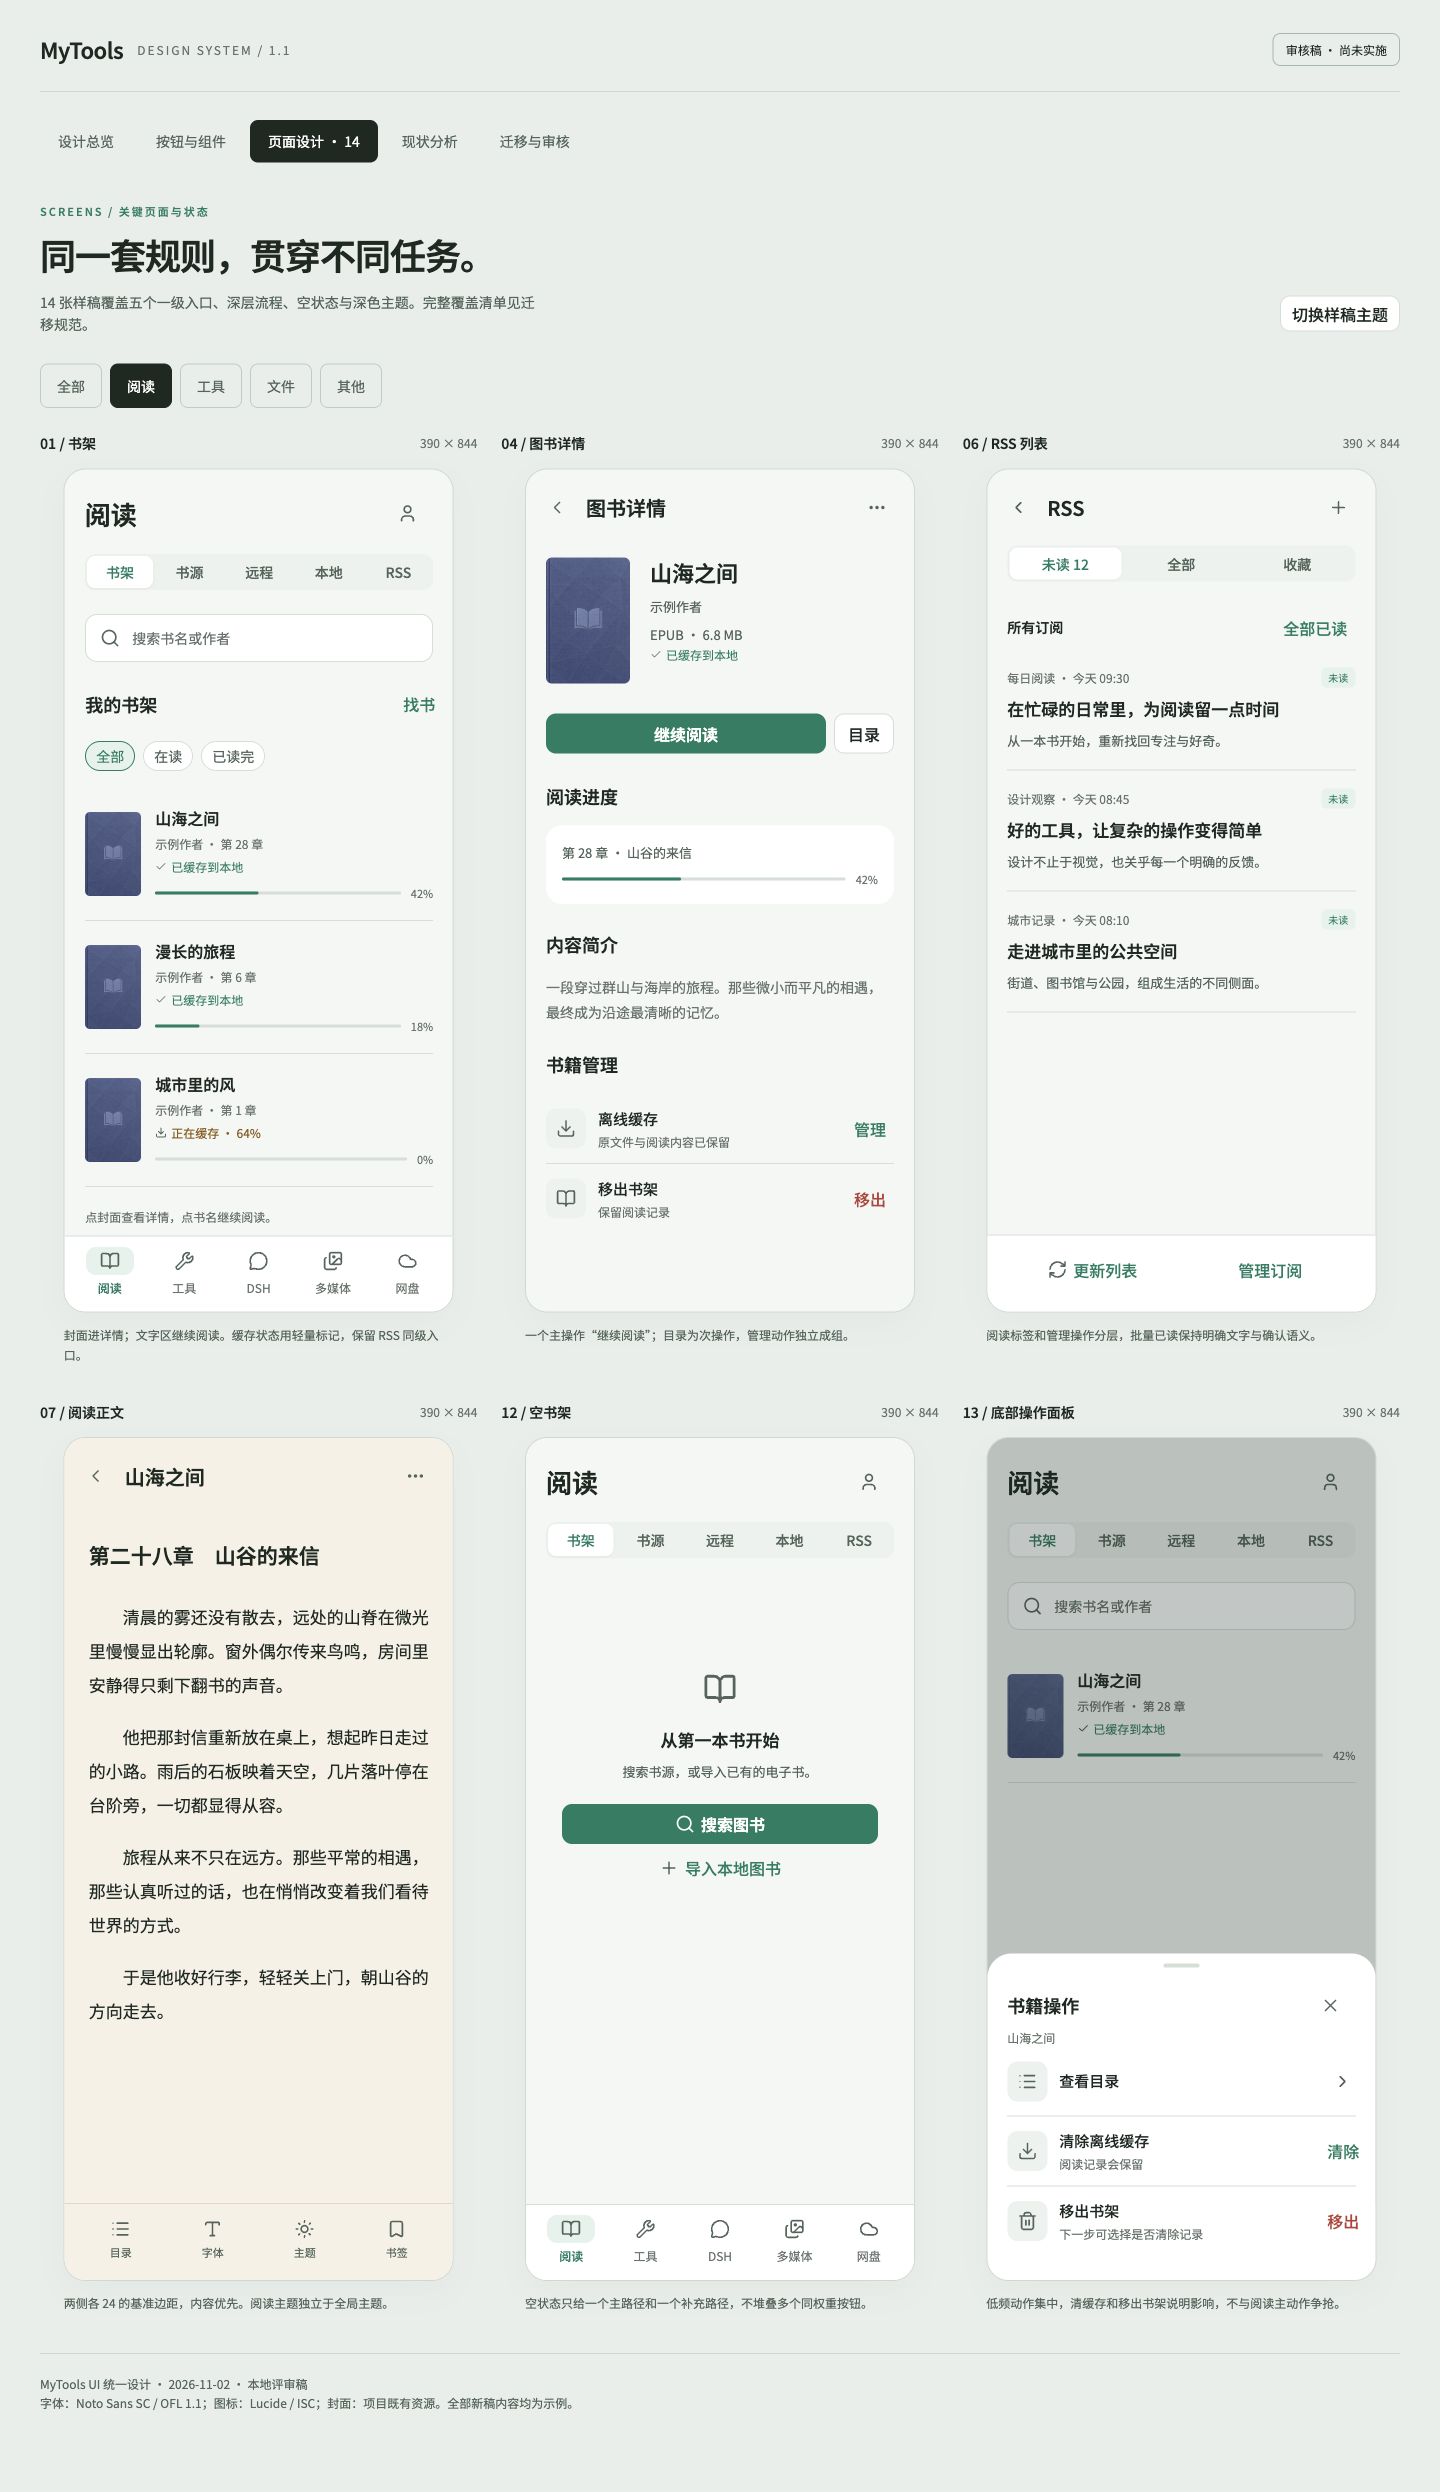 MyTools DESIGN SYSTEM / 1.1
审核稿 · 尚未实施
设计总览 按钮与组件 页面设计 · 14 现状分析 迁移与审核
SCREENS / 关键页面与状态
同一套规则，贯穿不同任务。
14 张样稿覆盖五个一级入口、深层流程、空状态与深色主题。完整覆盖清单见迁
移规范。
切换样稿主题
全部 阅读 工具 文件 其他
01 / 书架 390 × 844
阅读
书架 书源 远程 本地 RSS
搜索书名或作者
我的书架 找书
全部 在读 已读完
山海之间
示例作者 · 第 28 章
已缓存到本地
42%
漫长的旅程
示例作者 · 第 6 章
已缓存到本地
18%
城市里的风
示例作者 · 第 1 章
正在缓存 · 64%
0%
点封面查看详情，点书名继续阅读。
阅读 工具 DSH 多媒体 网盘
封面进详情；文字区继续阅读。缓存状态用轻量标记，保留 RSS 同级入
口。
04 / 图书详情 390 × 844
图书详情
山海之间
示例作者
EPUB · 6.8 MB
已缓存到本地
继续阅读 目录
阅读进度
第 28 章 · 山谷的来信
42%
内容简介
一段穿过群山与海岸的旅程。那些微小而平凡的相遇，
最终成为沿途最清晰的记忆。
书籍管理
离线缓存
原文件与阅读内容已保留
管理
移出书架
保留阅读记录
移出
一个主操作“继续阅读”；目录为次操作，管理动作独立成组。
06 / RSS 列表 390 × 844
RSS
未读 12 全部 收藏
所有订阅 全部已读
每日阅读 · 今天 09:30 未读
在忙碌的日常里，为阅读留一点时间
从一本书开始，重新找回专注与好奇。
设计观察 · 今天 08:45 未读
好的工具，让复杂的操作变得简单
设计不止于视觉，也关乎每一个明确的反馈。
城市记录 · 今天 08:10 未读
走进城市里的公共空间
街道、图书馆与公园，组成生活的不同侧面。
更新列表 管理订阅
阅读标签和管理操作分层，批量已读保持明确文字与确认语义。
07 / 阅读正文 390 × 844
山海之间
第二十八章 山谷的来信
清晨的雾还没有散去，远处的山脊在微光
里慢慢显出轮廓。窗外偶尔传来鸟鸣，房间里
安静得只剩下翻书的声音。
他把那封信重新放在桌上，想起昨日走过
的小路。雨后的石板映着天空，几片落叶停在
台阶旁，一切都显得从容。
旅程从来不只在远方。那些平常的相遇，
那些认真听过的话，也在悄悄改变着我们看待
世界的方式。
于是他收好行李，轻轻关上门，朝山谷的
方向走去。
目录 字体 主题 书签
两侧各 24 的基准边距，内容优先。阅读主题独立于全局主题。
12 / 空书架 390 × 844
阅读
书架 书源 远程 本地 RSS
从第一本书开始
搜索书源，或导入已有的电子书。
搜索图书
导入本地图书
阅读 工具 DSH 多媒体 网盘
空状态只给一个主路径和一个补充路径，不堆叠多个同权重按钮。
13 / 底部操作面板 390 × 844
阅读
书架 书源 远程 本地 RSS
搜索书名或作者
山海之间
示例作者 · 第 28 章
已缓存到本地
42%
书籍操作
山海之间
查看目录
清除离线缓存
阅读记录会保留
清除
移出书架
下一步可选择是否清除记录
移出
低频动作集中，清缓存和移出书架说明影响，不与阅读主动作争抢。
MyTools UI 统一设计 · 2026-11-02 · 本地评审稿
字体：Noto Sans SC / OFL 1.1；图标：Lucide / ISC；封面：项目既有资源。全部新稿内容均为示例。